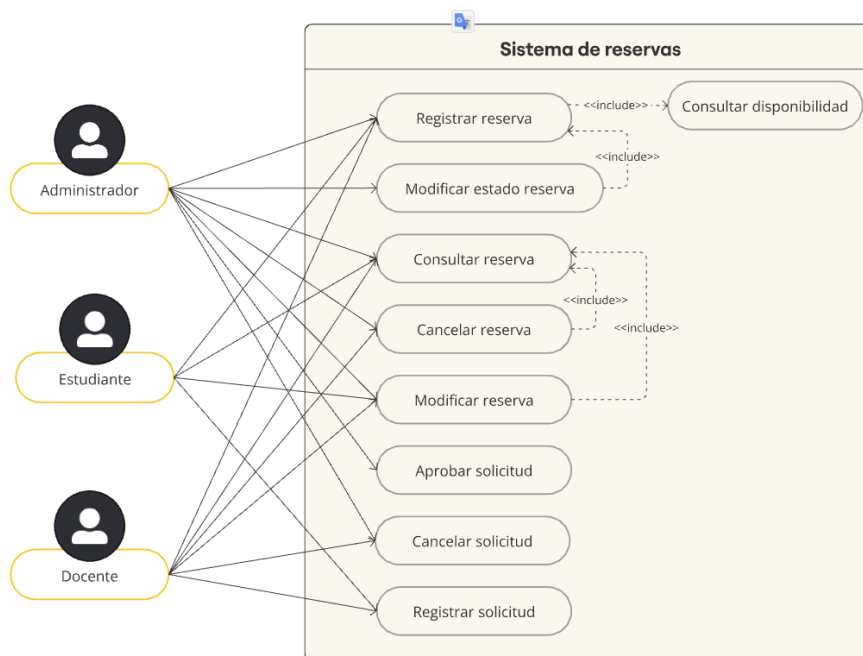 Sistema de reservas
Registrar reserva
<<include>>
Consultar disponibilidad
<<include>>
Administrador
Modificar estado reserva
Consultar reserva
<<include>>
Cancelar reserva
<<include>>
Estudiante
Modificar reserva
Aprobar solicitud
Cancelar solicitud
Docente
Registrar solicitud